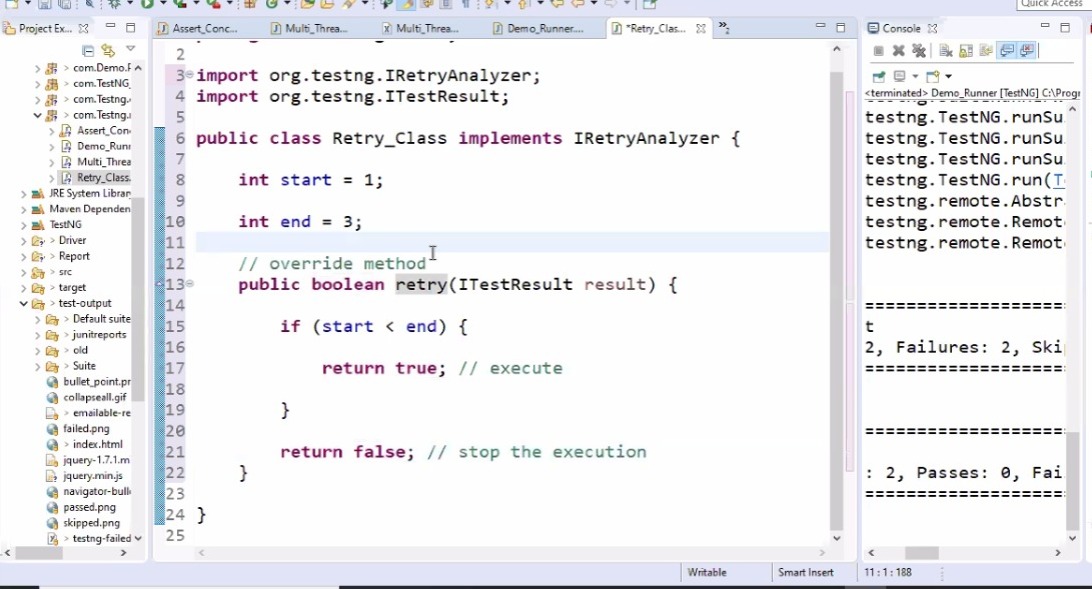 Quick Access
Project Ex...
Assert_Conc...
Multi_Threa...
Multi_Threa...
Demo_Runner....
*Retry_Clas...
Console
> com.Demo.F
> com.TestNG_
> com.Testng.
> com.Testng.
Assert_Con
Demo_Run
Multi_Threa
Retry_Class.
JRE System Librar
Maven Dependen
TestNG
> Driver
> Report
> src
> target
> test-output
> Default suite
> junitreports
> old
> Suite
bullet_point.pr
collapseall.gif
> emailable-re
failed.png
> index.html
jquery-1.7.1.m
jquery.min.js
navigator-bull
passed.png
skipped.png
> testng-failed
2
3 import org.testng.IRetryAnalyzer;
4 import org.testng.ITestResult;
5
6 public class Retry_Class implements IRetryAnalyzer {
7
8 int start = 1;
9
10 int end = 3;
11
12 // override method
13 public boolean retry(ITestResult result) {
14
15 if (start < end) {
16
17 return true; // execute
18
19 }
20
21 return false; // stop the execution
22 }
23
24 }
25
<terminated> Demo_Runner [TestNG] C:\Progr
testng.TestNG.runSu
testng.TestNG.runSu
testng.TestNG.runSu
testng.TestNG.run(T
testng.remote.Abstr
testng.remote.Remot
testng.remote.Remot
===================
t
2, Failures: 2, Ski
===================
===================
: 2, Passes: 0, Fai
===================
Writable
Smart Insert
11 : 1 : 188